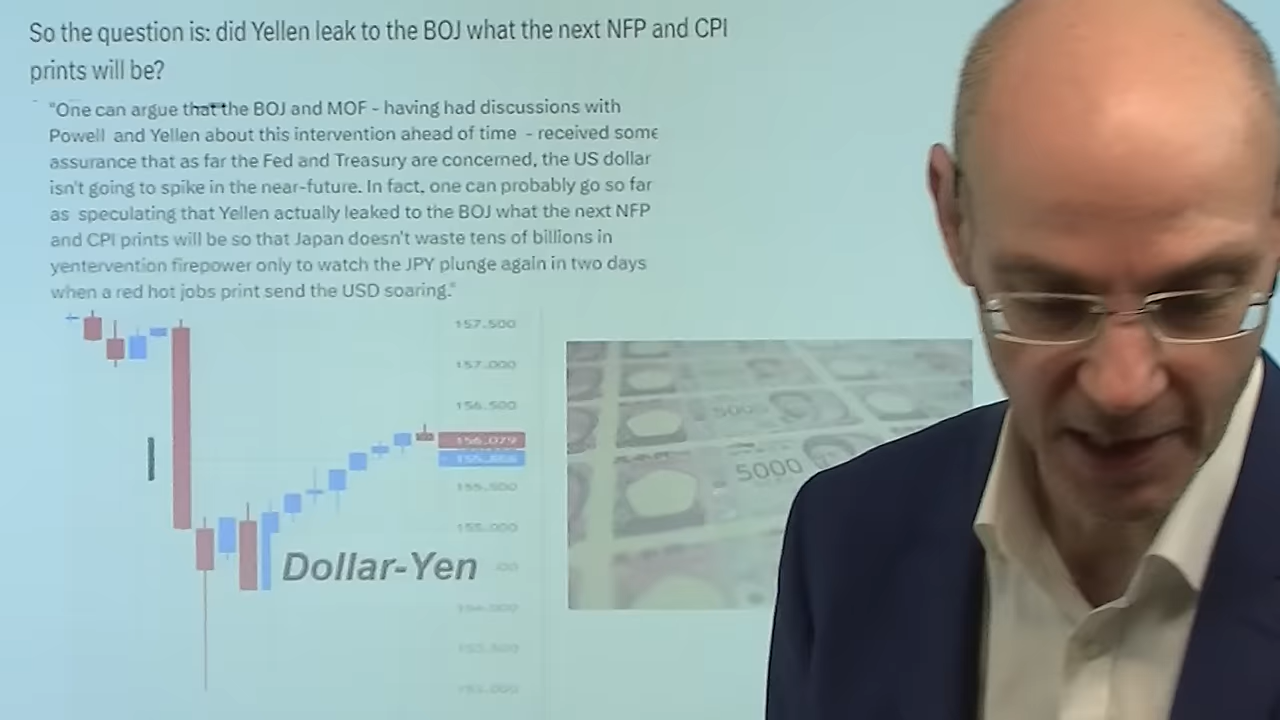 So the question is: did Yellen leak to the BOJ what the next NFP and CPI
prints will be?
"One can argue that the BOJ and MOF - having had discussions with
Powell and Yellen about this intervention ahead of time - received some
assurance that as far the Fed and Treasury are concerned, the US dollar
isn't going to spike in the near-future. In fact, one can probably go so far
as speculating that Yellen actually leaked to the BOJ what the next NFP
and CPI prints will be so that Japan doesn't waste tens of billions in
yentervention firepower only to watch the JPY plunge again in two days
when a red hot jobs print send the USD soaring."
157.500
157.000
156.500
156.079
155.500
155.000
Dollar-Yen
5000
5000